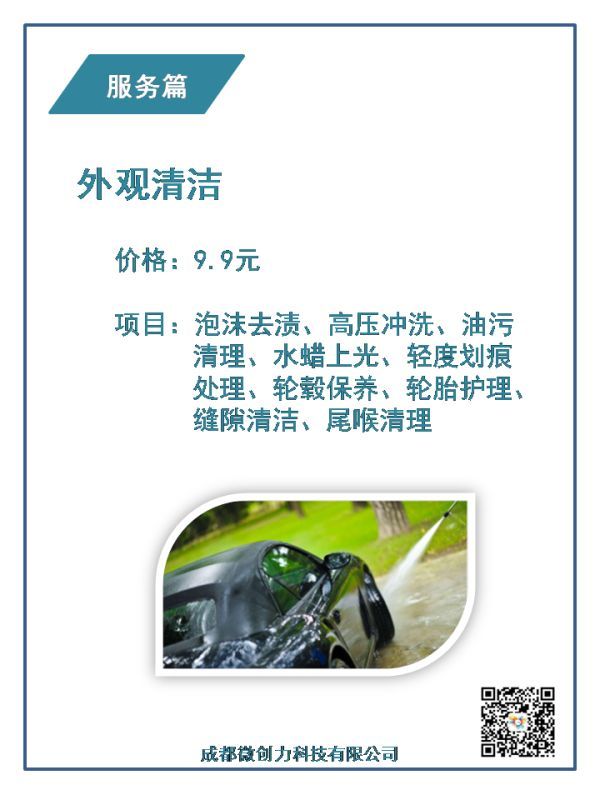 服务篇
外观清洁
价格：9.9元
项目：泡沫去渍、高压冲洗、油污
清理、水蜡上光、轻度划痕
处理、轮毂保养、轮胎护理、
缝隙清洁、尾喉清理
成都微创力科技有限公司